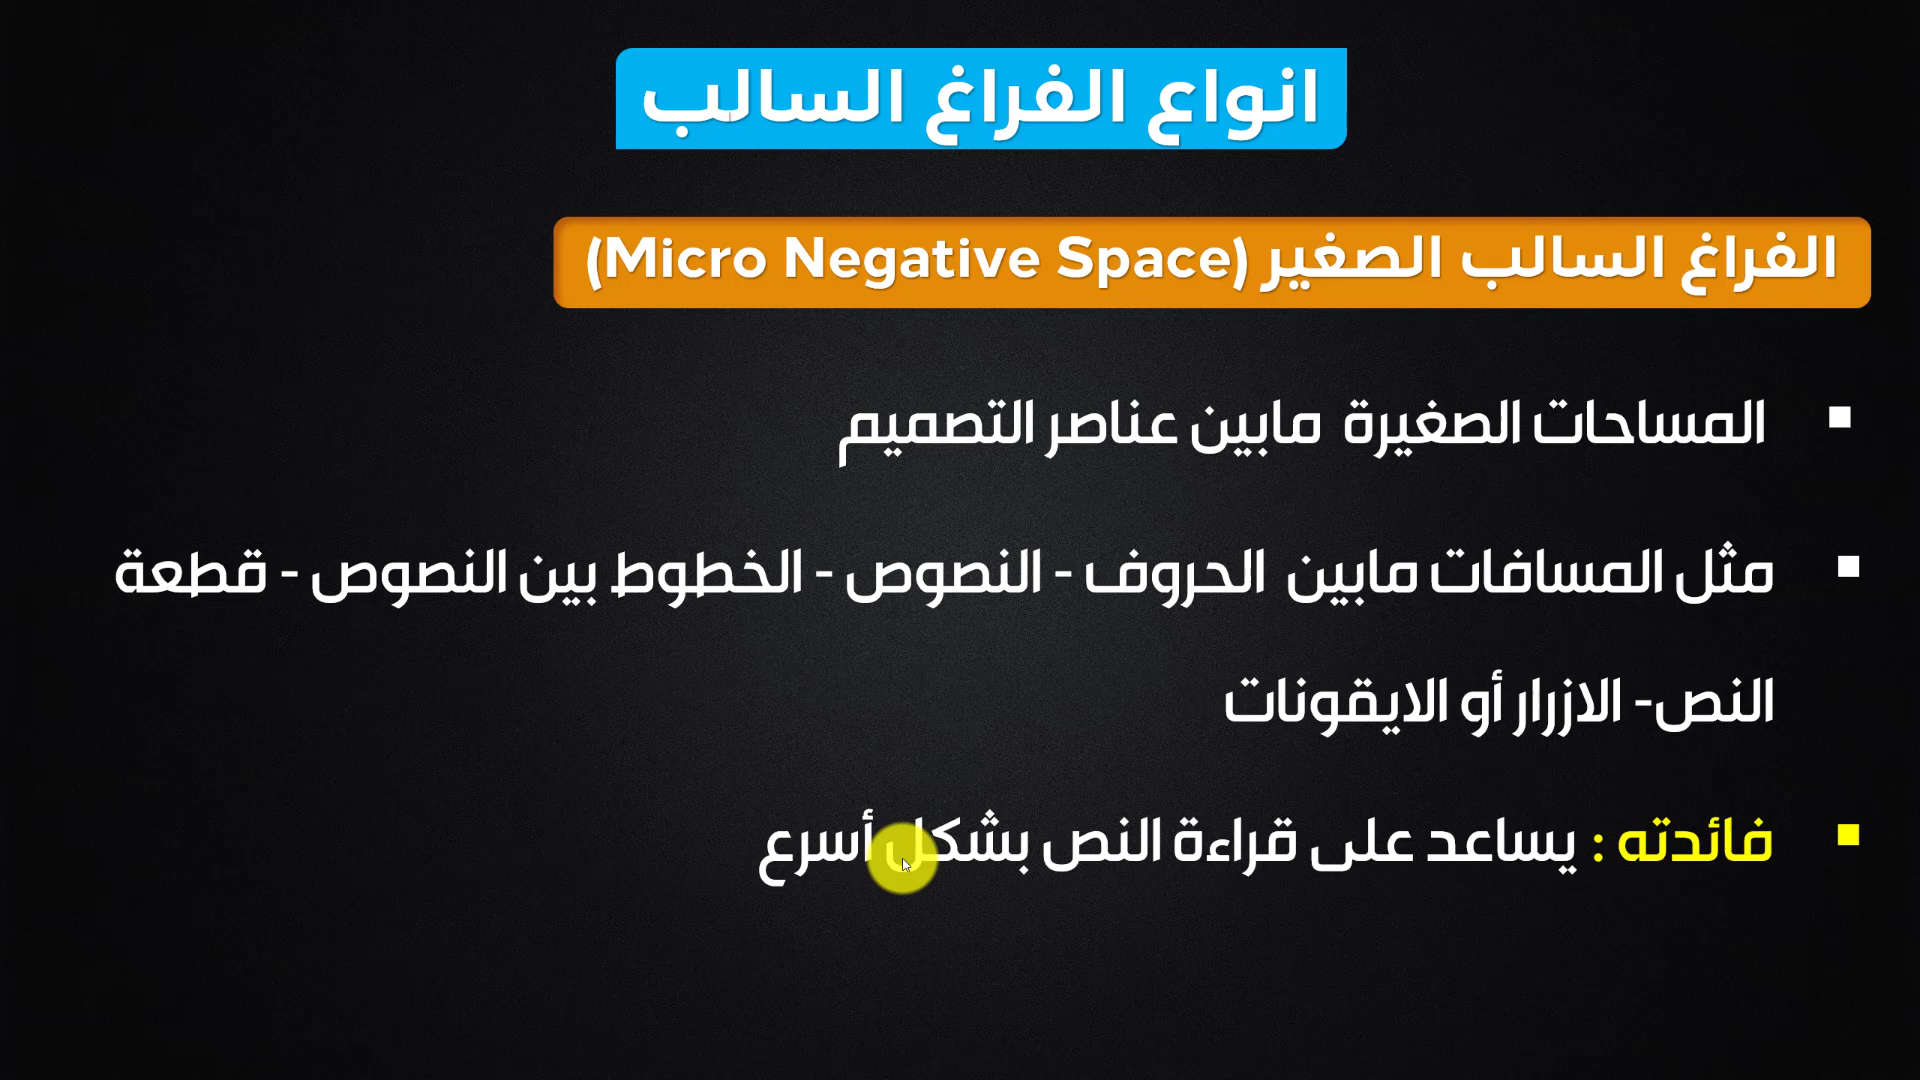 انواع الفراغ السالب
الفراغ السالب الصغير (Micro Negative Space)
▪ المساحات الصغيرة مابين عناصر التصميم
▪ مثل المسافات مابين الحروف - النصوص - الخطوط بين النصوص - قطعة
النص- الازرار أو الايقونات
▪ فائدته : يساعد على قراءة النص بشكل أسرع